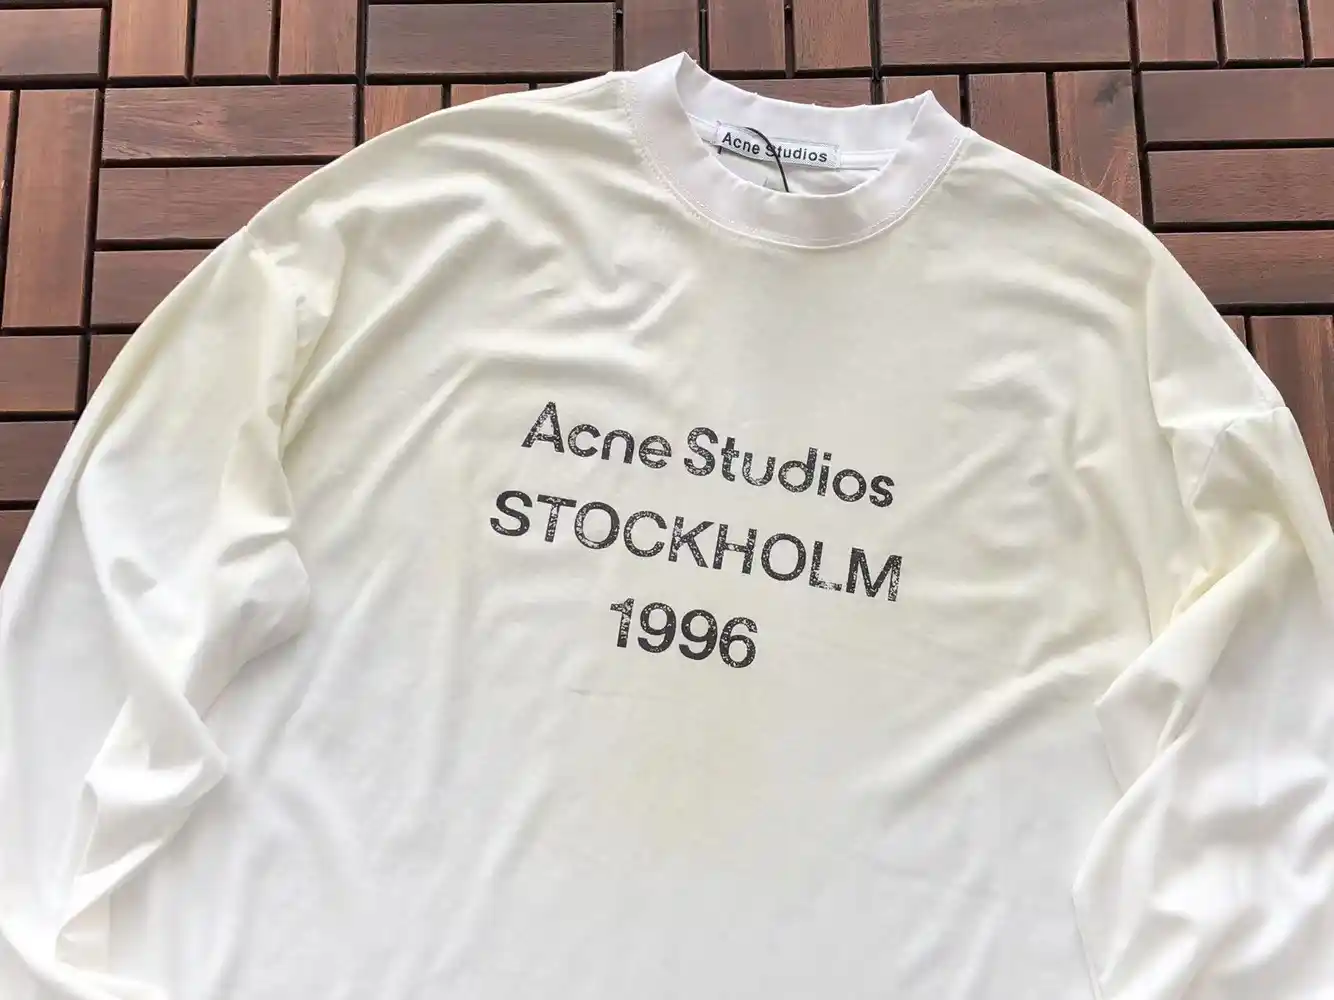 Acne Studios
Acne Studios
STOCKHOLM
1996